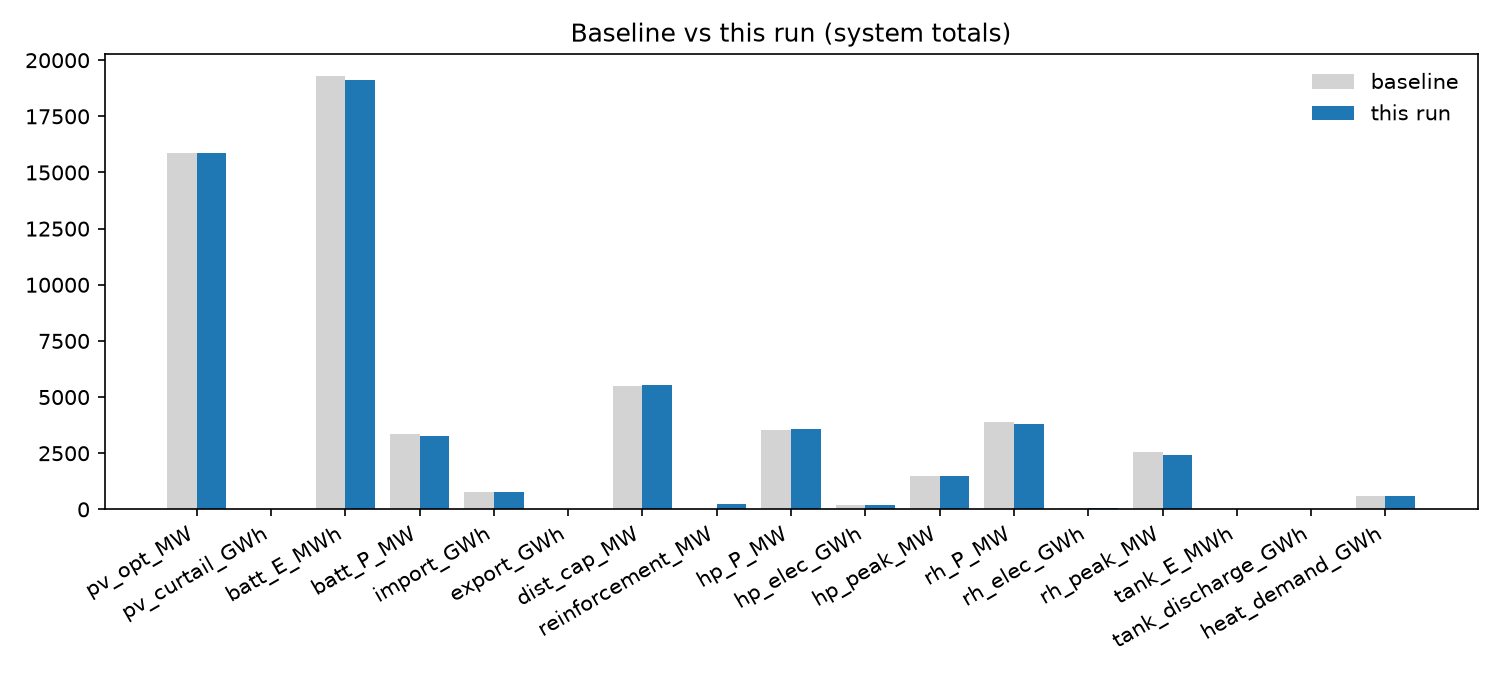 Baseline vs this run (system totals)
20000
17500
15000
12500
10000
7500
5000
2500
0
baseline
this run
pv_opt_MW
pv_curtail_GWh
batt_E_MWh
batt_P_MW
import_GWh
export_GWh
dist_cap_MW
reinforcement_MW
hp_P_MW
hp_elec_GWh
hp_peak_MW
rh_P_MW
rh_elec_GWh
rh_peak_MW
tank_E_MWh
tank_discharge_GWh
heat_demand_GWh